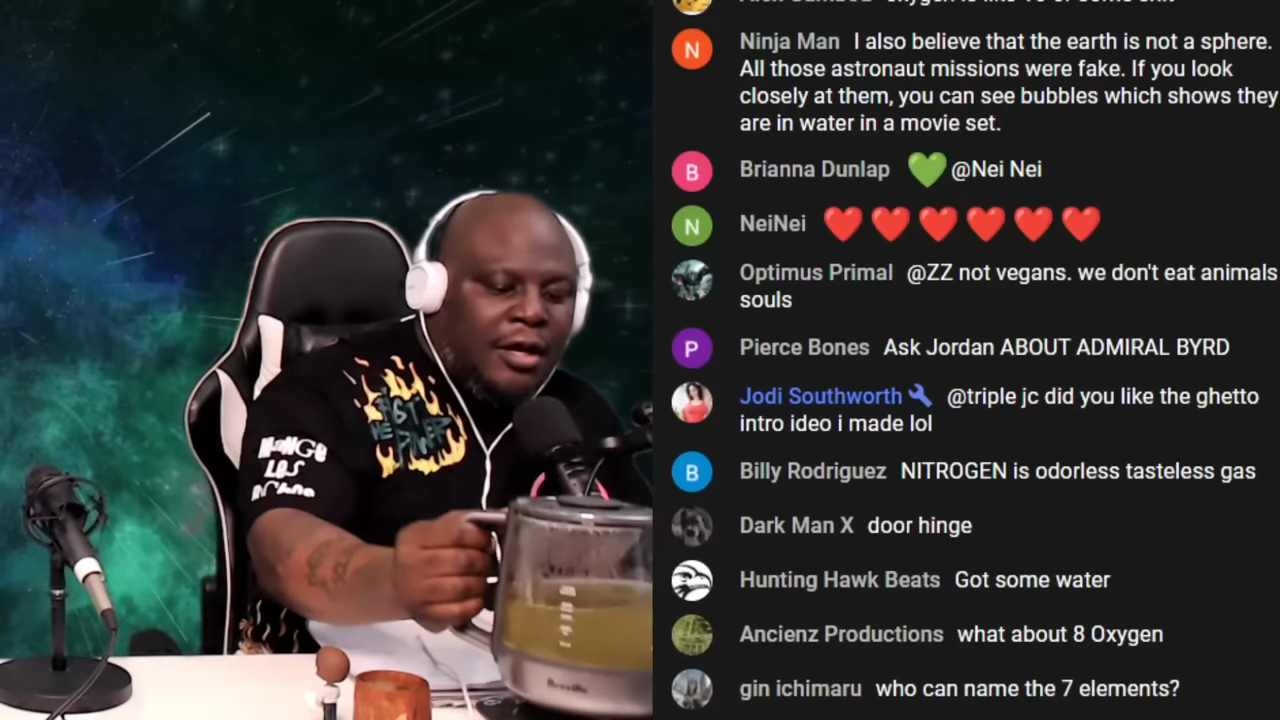 Ninja Man I also believe that the earth is not a sphere.
All those astronaut missions were fake. If you look
closely at them, you can see bubbles which shows they
are in water in a movie set.
Brianna Dunlap 💚 @Nei Nei
NeiNei ❤️❤️❤️❤️❤️❤️
Optimus Primal @ZZ not vegans. we don't eat animals
souls
Pierce Bones Ask Jordan ABOUT ADMIRAL BYRD
Jodi Southworth @triple jc did you like the ghetto
intro ideo i made lol
Billy Rodriguez NITROGEN is odorless tasteless gas
Dark Man X door hinge
Hunting Hawk Beats Got some water
Ancienz Productions what about 8 Oxygen
gin ichimaru who can name the 7 elements?
N
B
N
P
B
LOS
Breville